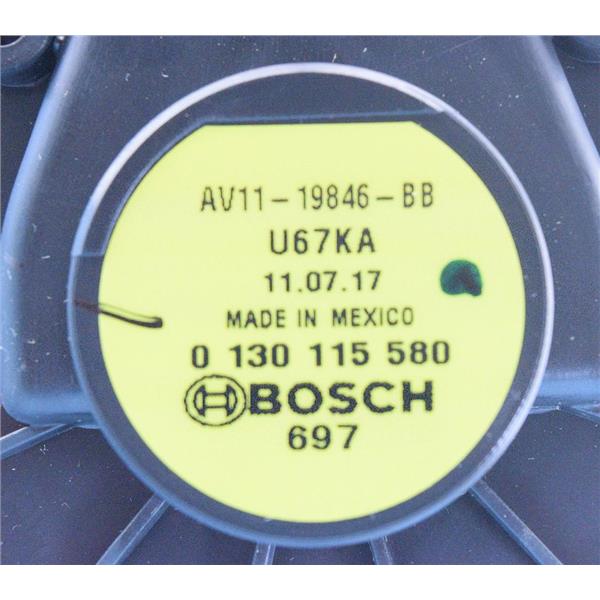 AV11-19846-BB
U67KA
11.07.17
MADE IN MEXICO
0 130 115 580
BOSCH
697